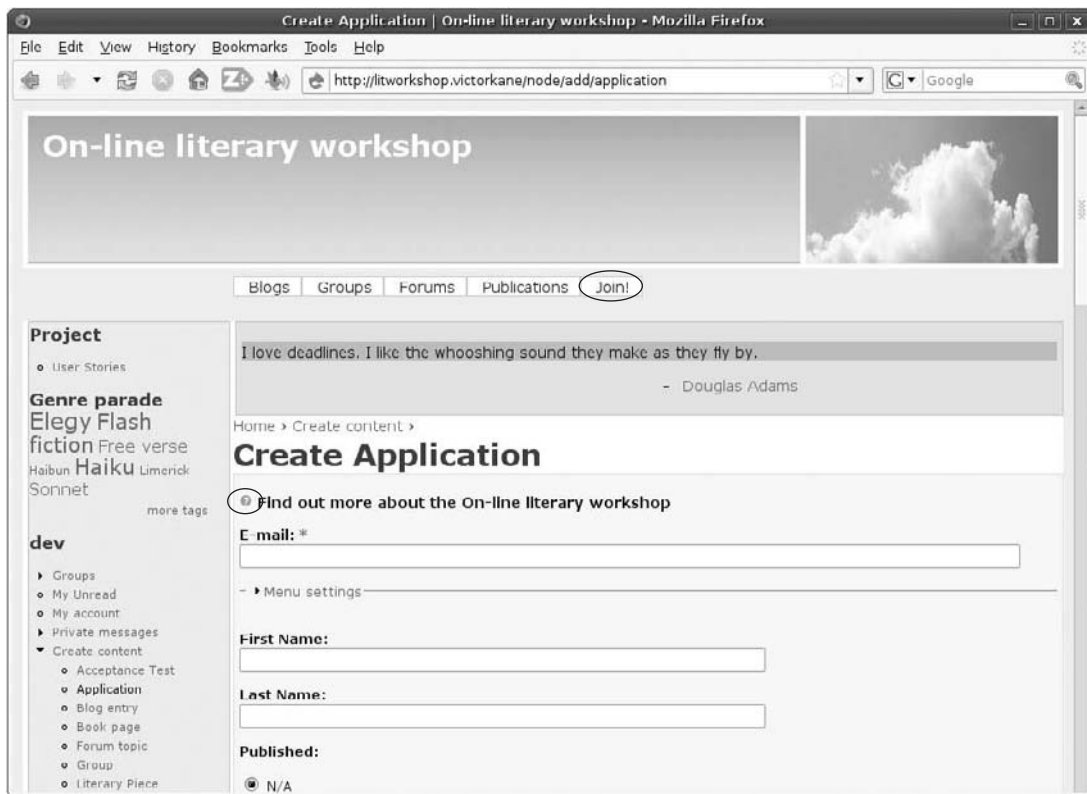 Create Application | On-line literary workshop - Mozilla Firefox
File Edit View History Bookmarks Tools Help
http://litworkshop.victorkane/node/add/application
G Google
On-line literary workshop
Blogs Groups Forums Publications Join!
Project
User Stories
Genre parade
Elegy Flash
fiction Free verse
Haibun Haiku Limerick
Sonnet
more tags
dev
Groups
My Unread
My account
Private messages
Create content
Acceptance Test
Application
Blog entry
Book page
Forum topic
Group
Literary Piece
I love deadlines. I like the whooshing sound they make as they fly by.
- Douglas Adams
Home › Create content ›
Create Application
Find out more about the On-line literary workshop
E-mail: *
Menu settings
First Name:
Last Name:
Published:
N/A